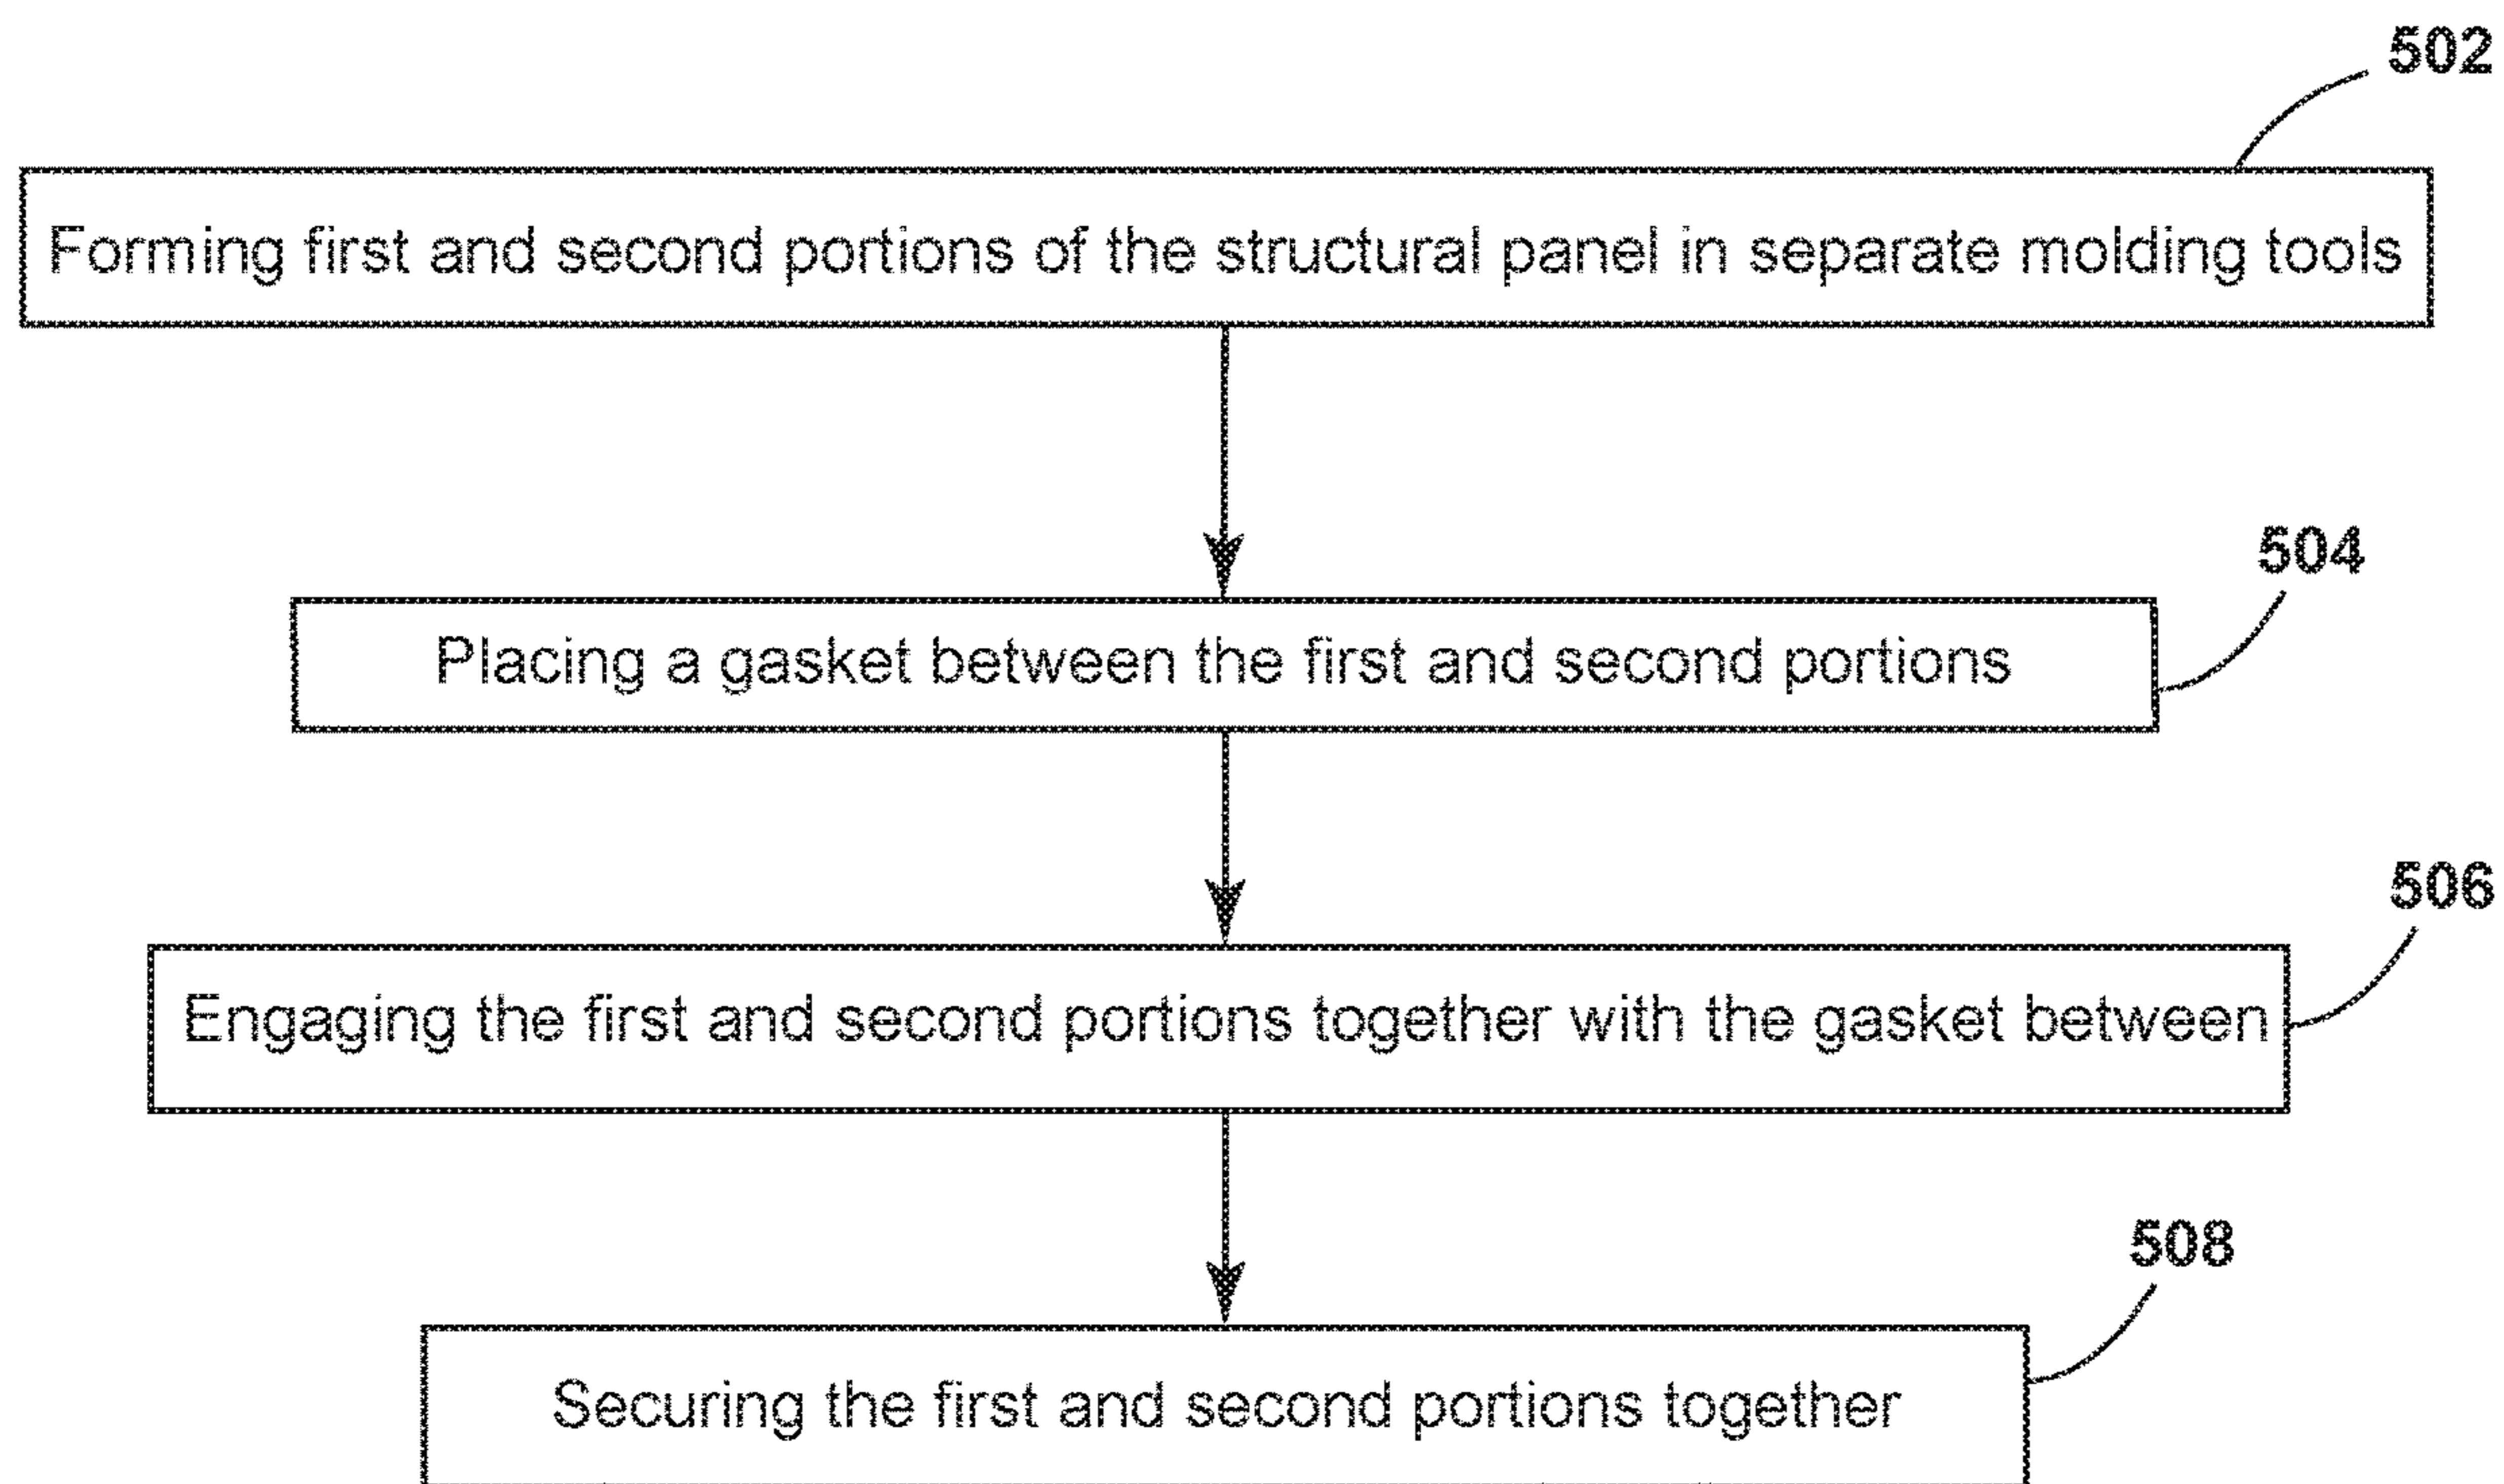 502
Forming first and second portions of the structural panel in separate molding tools
504
Placing a gasket between the first and second portions
506
Engaging the first and second portions together with the gasket between
508
Securing the first and second portions together